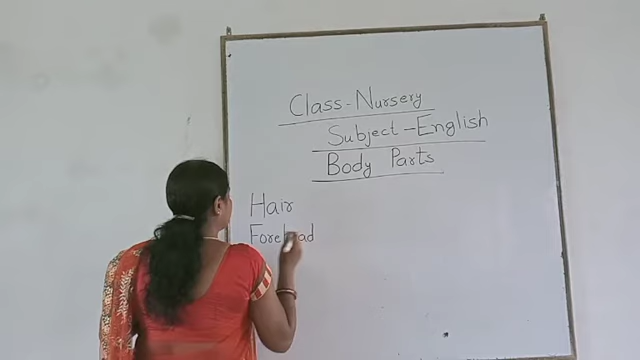 Class-Nursery
Subject-English
Body Parts
Hair
Forehead